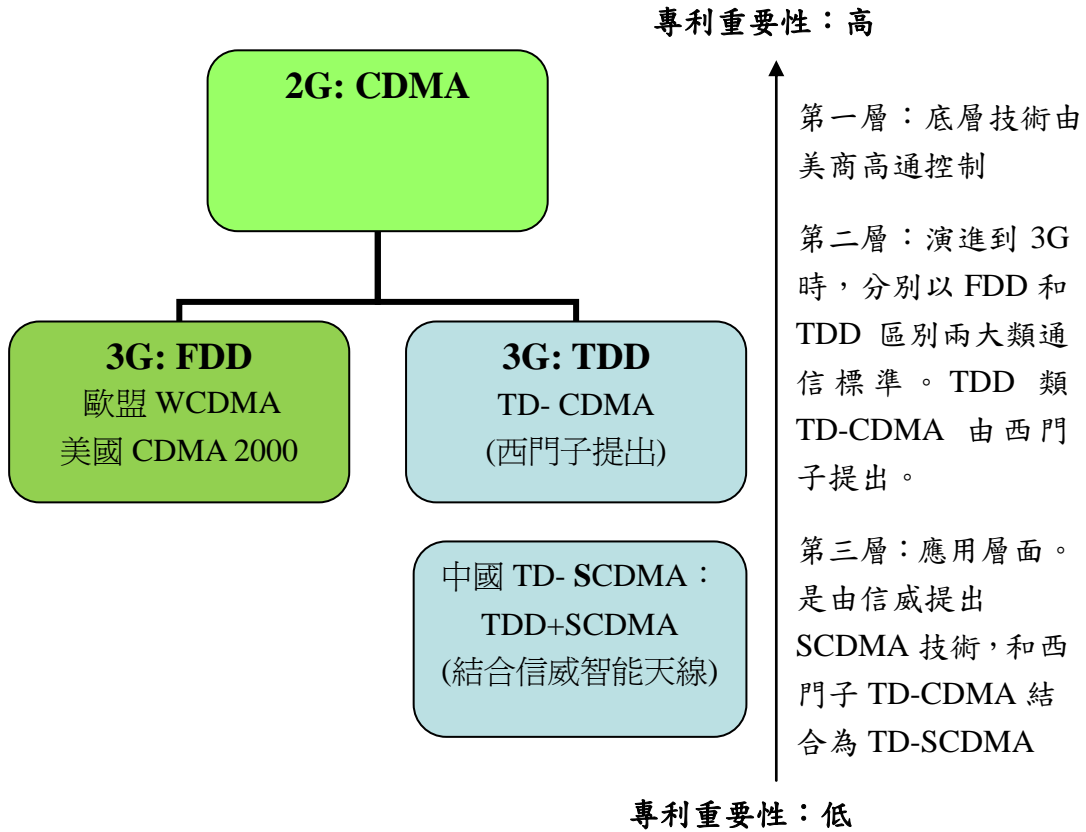 專利重要性：高
2G: CDMA
3G: FDD
歐盟 WCDMA
美國 CDMA 2000
3G: TDD
TD- CDMA
(西門子提出)
中國 TD- SCDMA：
TDD+SCDMA
(結合信威智能天線)
第一層：底層技術由
美商高通控制
第二層：演進到 3G
時，分別以 FDD 和
TDD 區別兩大類通
信標準。TDD 類
TD-CDMA 由西門
子提出。
第三層：應用層面。
是由信威提出
SCDMA 技術，和西
門子 TD-CDMA 結
合為 TD-SCDMA
專利重要性：低